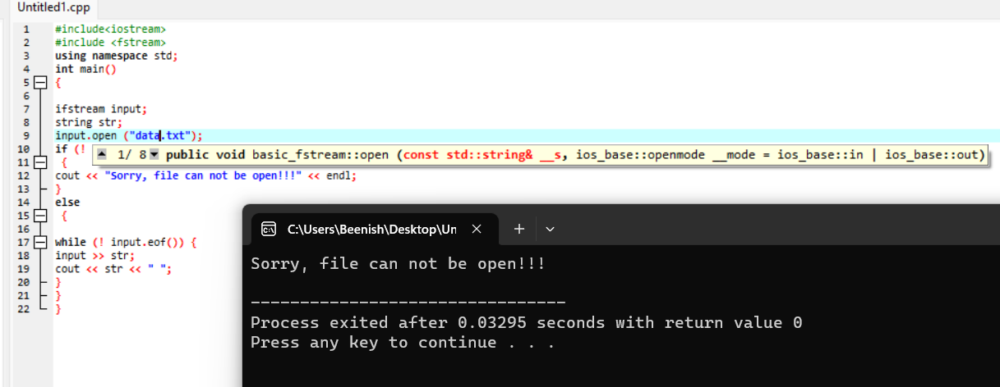 Untitled1.cpp
1 #include<iostream>
2 #include <fstream>
3 using namespace std;
4 int main()
5 {
6
7 ifstream input;
8 string str;
9 input.open ("data.txt");
10 if (!
1/ 8 public void basic_fstream::open (const std::string& __s, ios_base::openmode __mode = ios_base::in | ios_base::out)
11 {
12 cout << "Sorry, file can not be open!!!" << endl;
13 }
14 else
15 {
16
17 while (! input.eof()) {
18 input >> str;
19 cout << str << " ";
20 }
21 }
22 }
C:\Users\Beenish\Desktop\Un
Sorry, file can not be open!!!
--------------------------------
Process exited after 0.03295 seconds with return value 0
Press any key to continue . . .